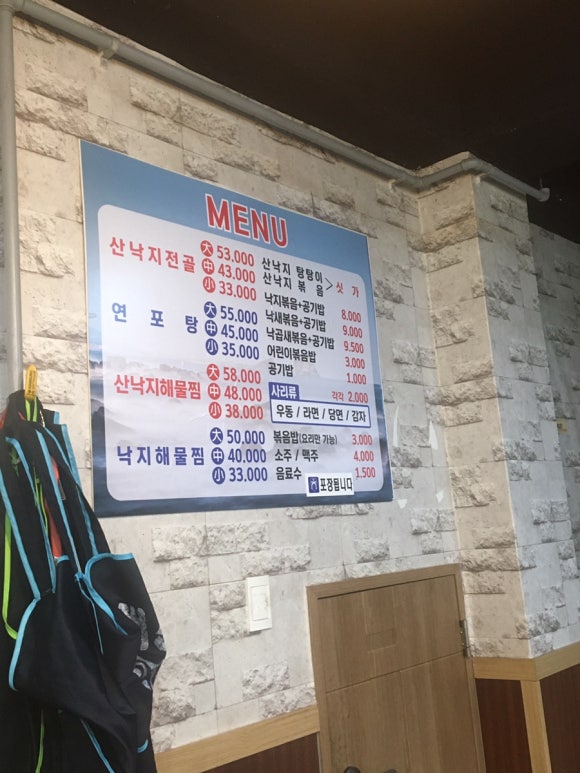 MENU
산낙지전골 大 53.000
中 43.000
小 33.000
연포탕 大 55.000
中 45.000
小 35.000
산낙지해물찜 大 58.000
中 48.000
小 38.000
낙지해물찜 大 50.000
中 40.000
小 33.000
산낙지 탕탕이
산낙지 볶음 > 싯가
낙지볶음+공기밥 8.000
낙새볶음+공기밥 9.000
낙곱새볶음+공기밥 9.500
어린이볶음밥 3.000
공기밥 1.000
사리류 각각 2.000
우동 / 라면 / 당면 / 감자
볶음밥(요리만 가능) 3.000
소주 / 맥주 4.000
음료수 1.500
포장됩니다